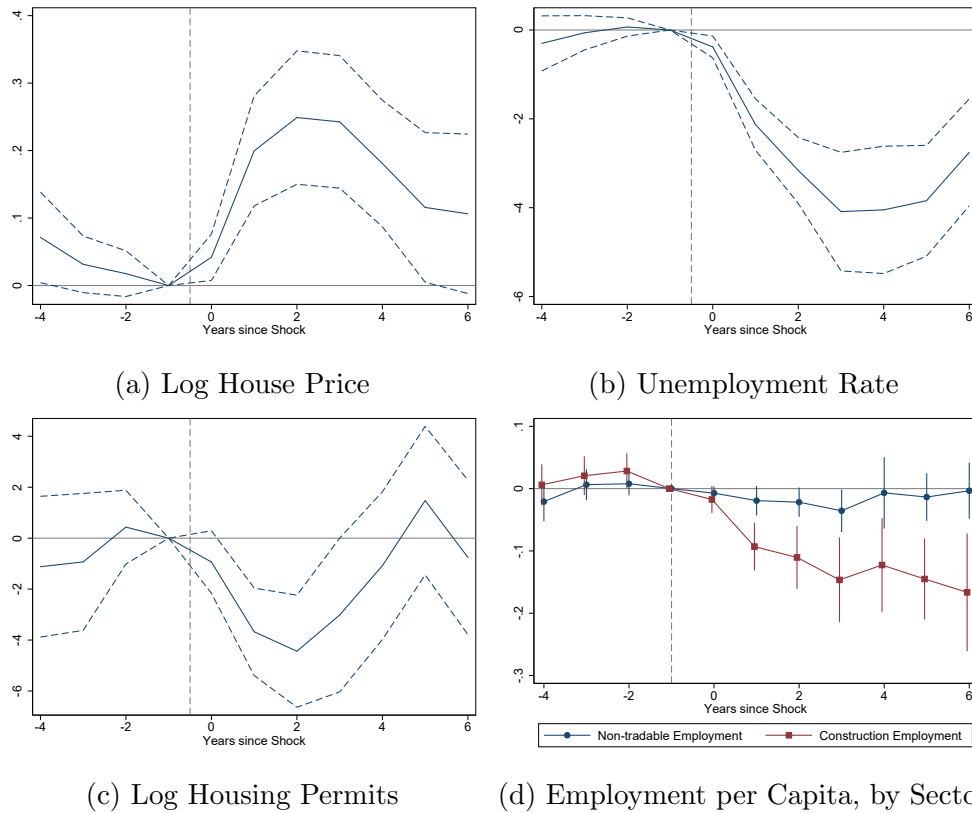 .4
.3
.2
.1
0
-4 -2 0 2 4 6
Years since Shock
(a) Log House Price
0
-2
-4
-6
-4 -2 0 2 4 6
Years since Shock
(b) Unemployment Rate
4
2
0
-2
-4
-6
-4 -2 0 2 4 6
Years since Shock
(c) Log Housing Permits
.1
0
-.1
-.2
-.3
-4 -2 0 2 4 6
Years since Shock
Non-tradable Employment Construction Employment
(d) Employment per Capita, by Secto